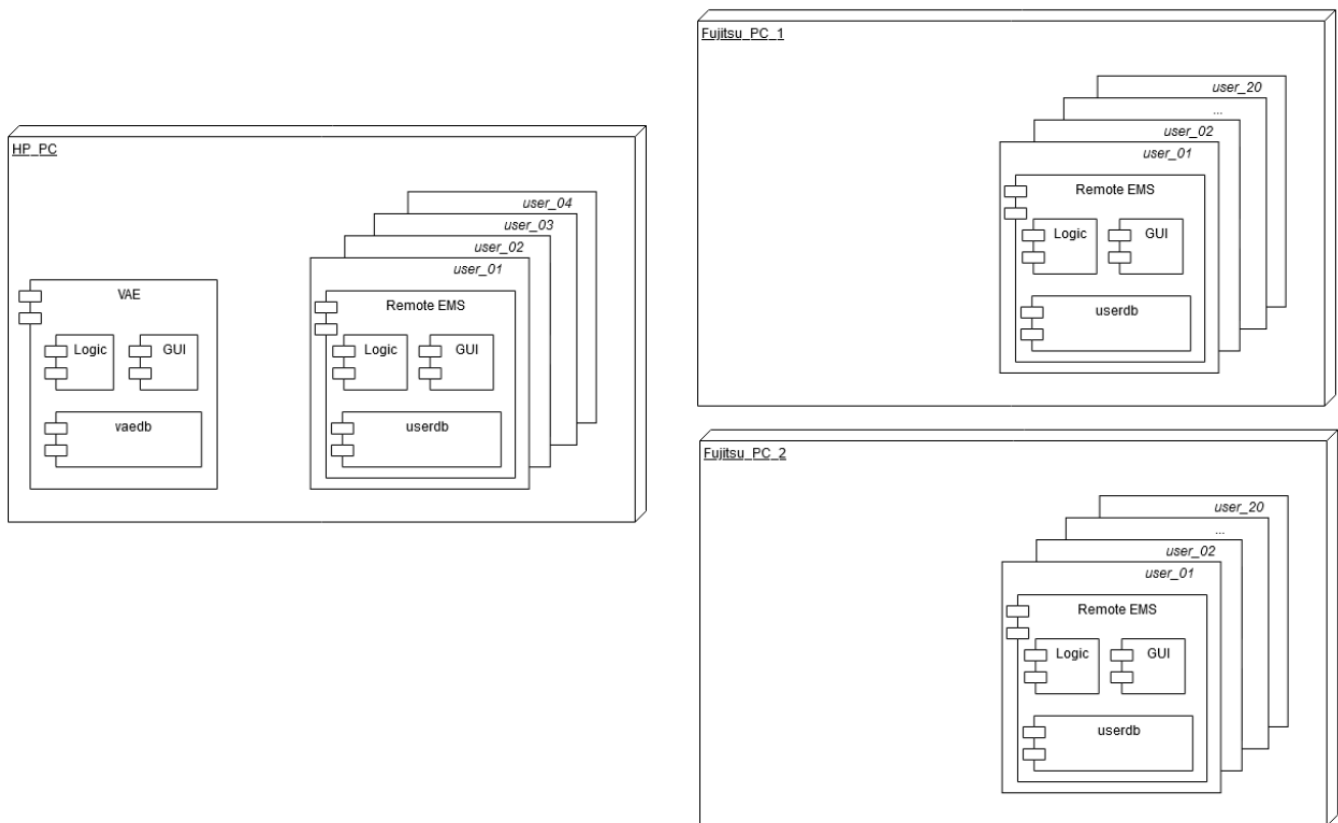 HP_PC
user_04
user_03
user_02
user_01
VAE
Logic
GUI
vaedb
Remote EMS
Logic
GUI
userdb
Fujitsu_PC_1
user_20
...
user_02
user_01
Remote EMS
Logic
GUI
userdb
Fujitsu_PC_2
user_20
...
user_02
user_01
Remote EMS
Logic
GUI
userdb